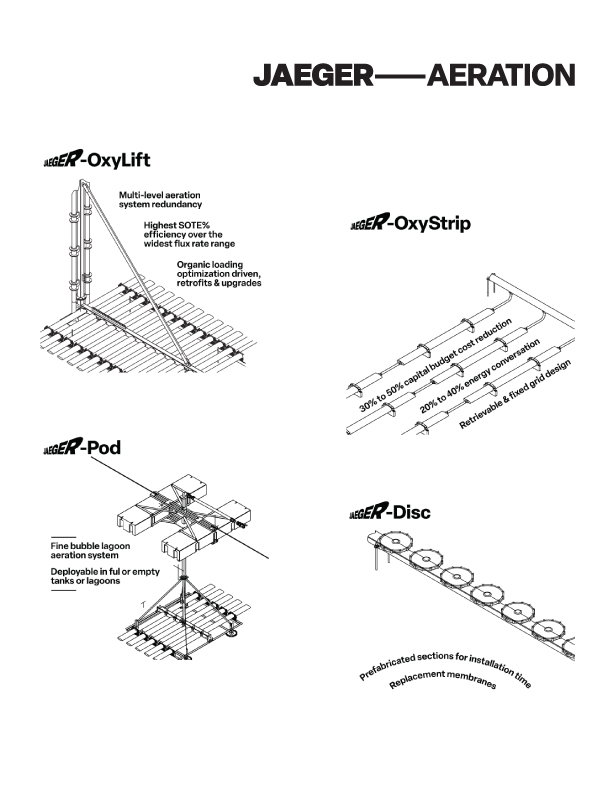 JAEGER—AERATION
JAEGER-OxyLift
Multi-level aeration
system redundancy
Highest SOTE%
efficiency over the
widest flux rate range
Organic loading
optimization driven,
retrofits & upgrades
JAEGER-OxyStrip
30% to 50% capital budget cost reduction
20% to 40% energy conversation
Retrievable & fixed grid design
JAEGER-Pod
Fine bubble lagoon
aeration system
Deployable in ful or empty
tanks or lagoons
JAEGER-Disc
Prefabricated sections for installation time
Replacement membranes